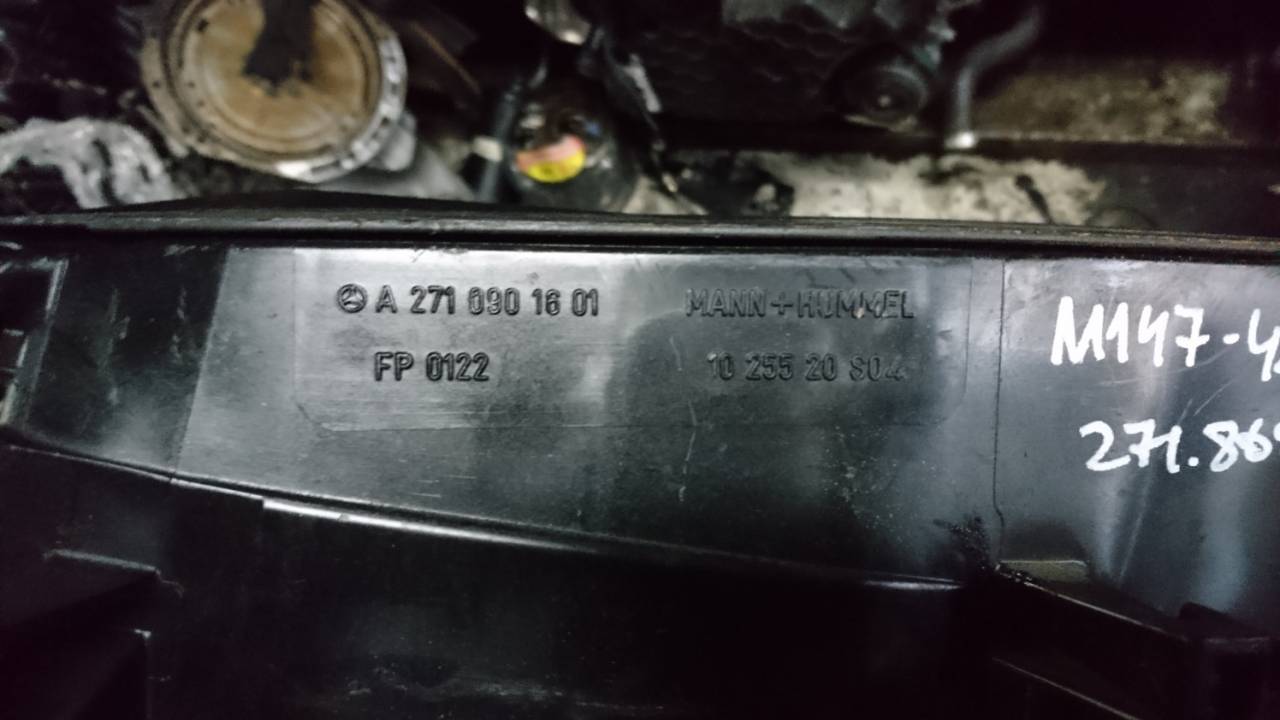 A 271 090 16 01
MANN+HUMMEL
FP 0122
10 255 20 S04
M147-4
271.86